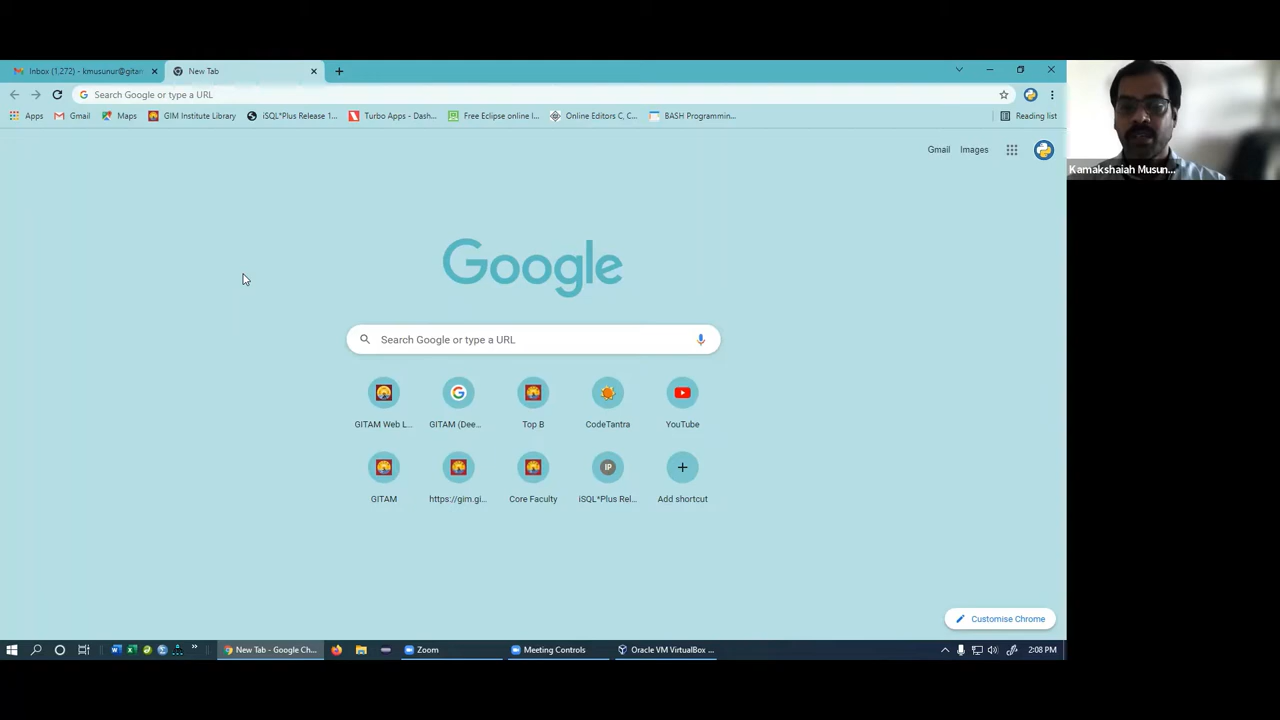 Inbox (1,272) - kmusunur@gitam
New Tab
Search Google or type a URL
Apps
Gmail
Maps
GIM Institute Library
iSQL*Plus Release 1...
Turbo Apps - Dash...
Free Eclipse online I...
Online Editors C, C...
BASH Programmin...
Reading list
Gmail
Images
Kamakshaiah Musun...
Google
Search Google or type a URL
GITAM Web L...
GITAM (Dee...
Top B
CodeTantra
YouTube
IP
GITAM
https://gim.gi...
Core Faculty
iSQL*Plus Rel...
Add shortcut
Customise Chrome
New Tab - Google Ch...
Zoom
Meeting Controls
Oracle VM VirtualBox ...
2:08 PM